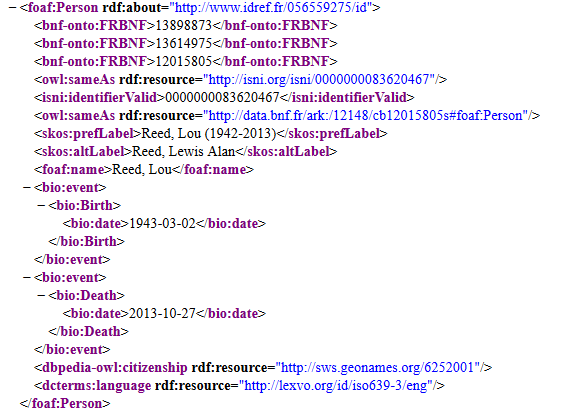 − <foaf:Person rdf:about="http://www.idref.fr/056559275/id">
<bnf-onto:FRBNF>13898873</bnf-onto:FRBNF>
<bnf-onto:FRBNF>13614975</bnf-onto:FRBNF>
<bnf-onto:FRBNF>12015805</bnf-onto:FRBNF>
<owl:sameAs rdf:resource="http://isni.org/isni/0000000083620467"/>
<isni:identifierValid>0000000083620467</isni:identifierValid>
<owl:sameAs rdf:resource="http://data.bnf.fr/ark:/12148/cb12015805s#foaf:Person"/>
<skos:prefLabel>Reed, Lou (1942-2013)</skos:prefLabel>
<skos:altLabel>Reed, Lewis Alan</skos:altLabel>
<foaf:name>Reed, Lou</foaf:name>
− <bio:event>
− <bio:Birth>
<bio:date>1943-03-02</bio:date>
</bio:Birth>
</bio:event>
− <bio:event>
− <bio:Death>
<bio:date>2013-10-27</bio:date>
</bio:Death>
</bio:event>
<dbpedia-owl:citizenship rdf:resource="http://sws.geonames.org/6252001"/>
<dcterms:language rdf:resource="http://lexvo.org/id/iso639-3/eng"/>
</foaf:Person>